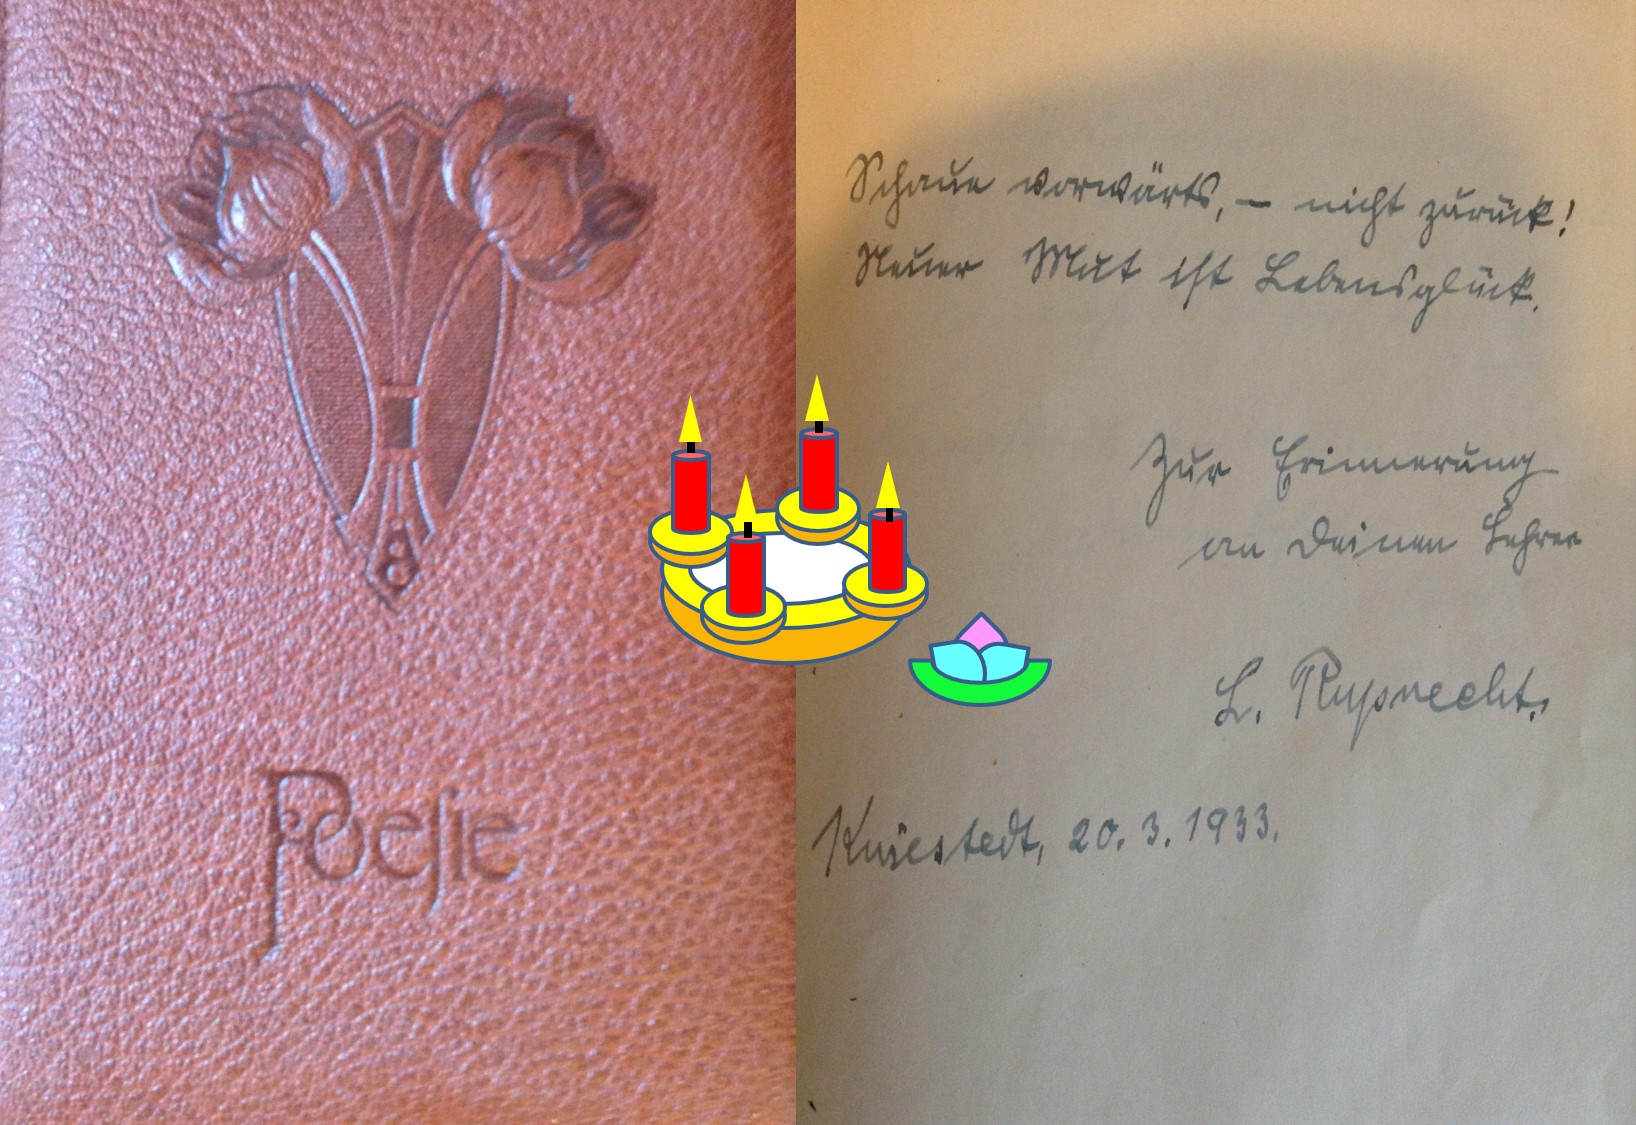 Poesie
Schaue vorwärts, – nicht zurück!
Neuer Mut ist Lebensglück.
Zur Erinnerung
an Deinen Lehrer
L. Ruprecht.
Kniestedt, 20. 3. 1933.